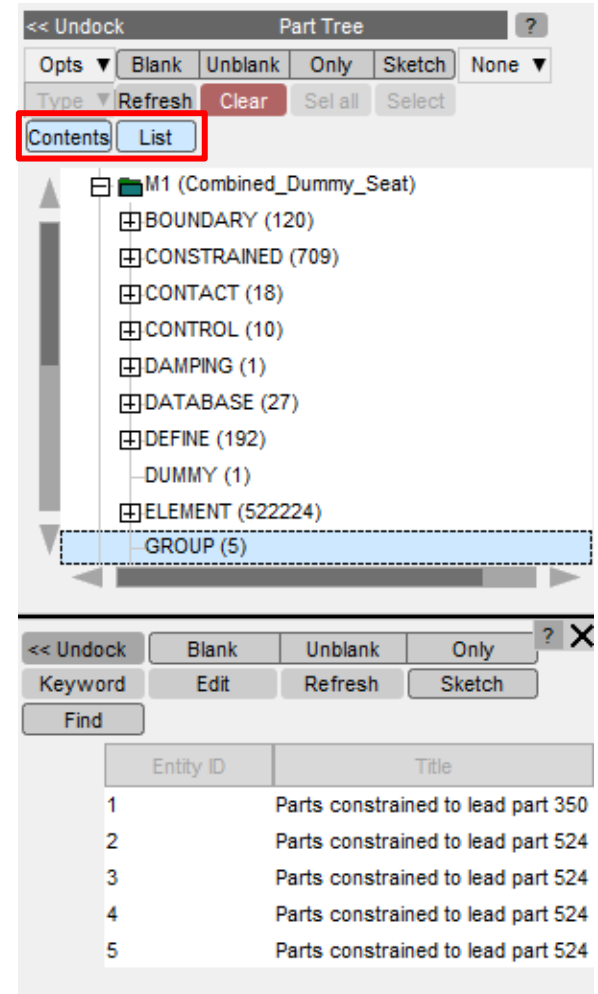 << Undock Part Tree ?
Opts ▼ Blank Unblank Only Sketch None ▼
Type ▼ Refresh Clear Sel all Select
Contents List
M1 (Combined_Dummy_Seat)
BOUNDARY (120)
CONSTRAINED (709)
CONTACT (18)
CONTROL (10)
DAMPING (1)
DATABASE (27)
DEFINE (192)
DUMMY (1)
ELEMENT (522224)
GROUP (5)
? X
<< Undock Blank Unblank Only
Keyword Edit Refresh Sketch
Find
Entity ID Title
1 Parts constrained to lead part 350
2 Parts constrained to lead part 524
3 Parts constrained to lead part 524
4 Parts constrained to lead part 524
5 Parts constrained to lead part 524